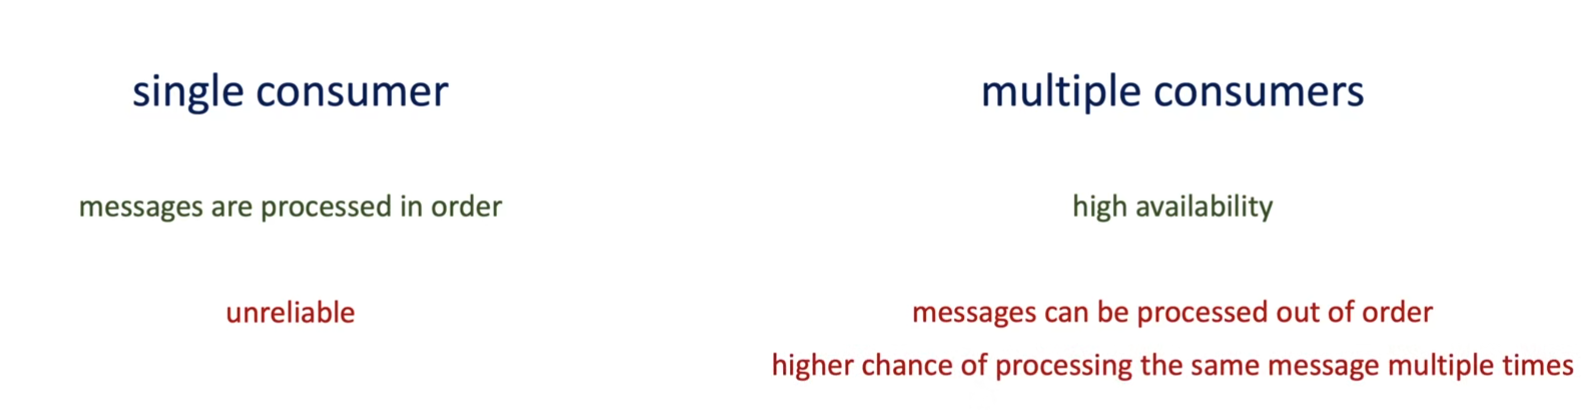 single consumer
messages are processed in order
unreliable
multiple consumers
high availability
messages can be processed out of order
higher chance of processing the same message multiple times